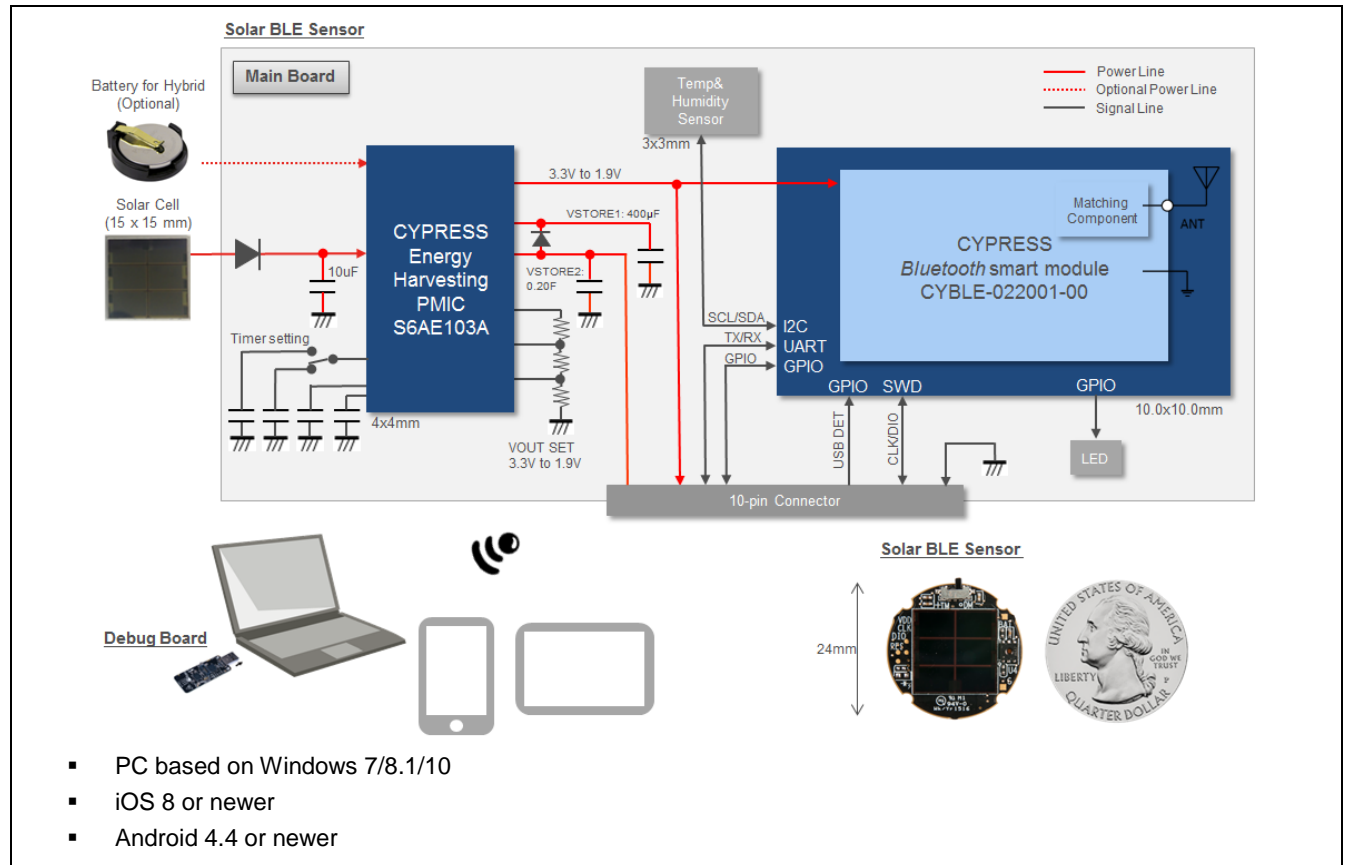 Solar BLE Sensor
Main Board
Battery for Hybrid
(Optional)
Temp&
Humidity
Sensor
3x3mm
Power Line
Optional Power Line
Signal Line
Solar Cell
(15 x 15 mm)
10uF
Timer setting
CYPRESS
Energy
Harvesting
PMIC
S6AE103A
4x4mm
3.3V to 1.9V
VSTORE1: 400µF
VSTORE2:
0.20F
VOUT SET
3.3V to 1.9V
Matching
Component
ANT
CYPRESS
Bluetooth smart module
CYBLE-022001-00
SCL/SDA
TX/RX
GPIO
I2C
UART
GPIO
GPIO
SWD
GPIO
10.0x10.0mm
USB DET
CLK/DIO
LED
10-pin Connector
Debug Board
Solar BLE Sensor
24mm
VDD
CLK
DIO
BAT
94V-0
UNITED STATES OF AMERICA
LIBERTY
IN
GOD WE
TRUST
P
QUARTER DOLLAR
▪ PC based on Windows 7/8.1/10
▪ iOS 8 or newer
▪ Android 4.4 or newer